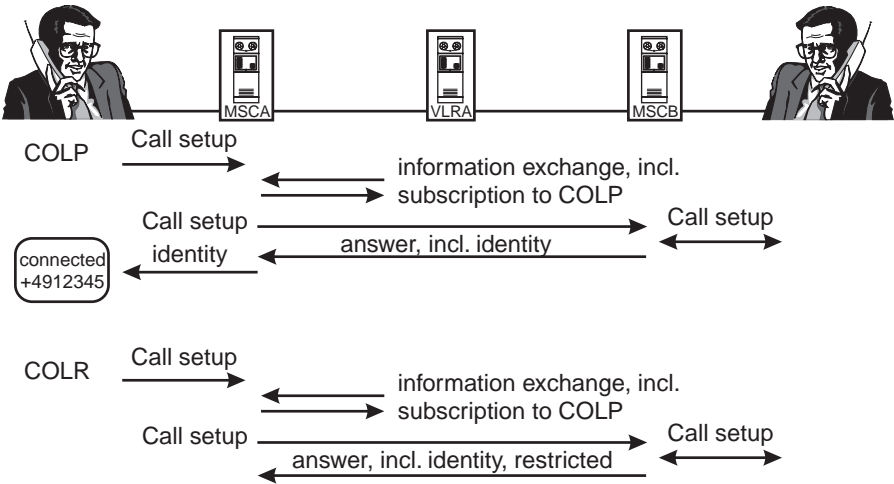 MSCA
VLRA
MSCB
COLP
Call setup
information exchange, incl.
subscription to COLP
Call setup
Call setup
answer, incl. identity
identity
connected
+4912345
COLR
Call setup
information exchange, incl.
subscription to COLP
Call setup
Call setup
answer, incl. identity, restricted